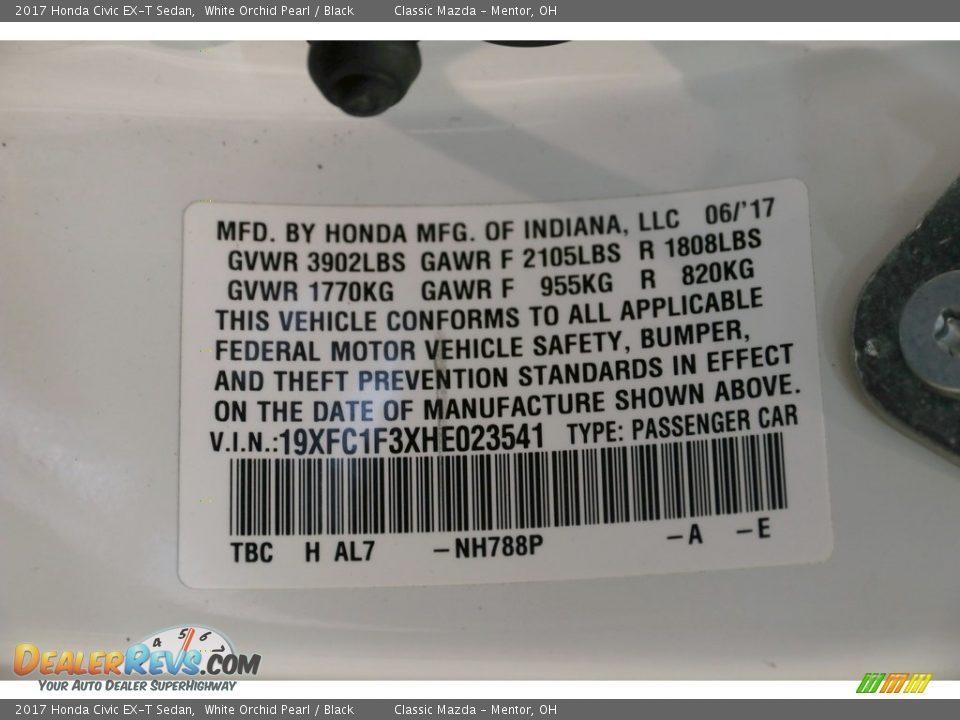 2017 Honda Civic EX-T Sedan, White Orchid Pearl / Black Classic Mazda - Mentor, OH
MFD. BY HONDA MFG. OF INDIANA, LLC 06/'17
GVWR 3902LBS GAWR F 2105LBS R 1808LBS
GVWR 1770KG GAWR F 955KG R 820KG
THIS VEHICLE CONFORMS TO ALL APPLICABLE
FEDERAL MOTOR VEHICLE SAFETY, BUMPER,
AND THEFT PREVENTION STANDARDS IN EFFECT
ON THE DATE OF MANUFACTURE SHOWN ABOVE.
V.I.N.:19XFC1F3XHE023541 TYPE: PASSENGER CAR
TBC H AL7 -NH788P -A -E
4 5 6
DEALERREVS.COM
YOUR AUTO DEALER SUPERHIGHWAY
2017 Honda Civic EX-T Sedan, White Orchid Pearl / Black Classic Mazda - Mentor, OH